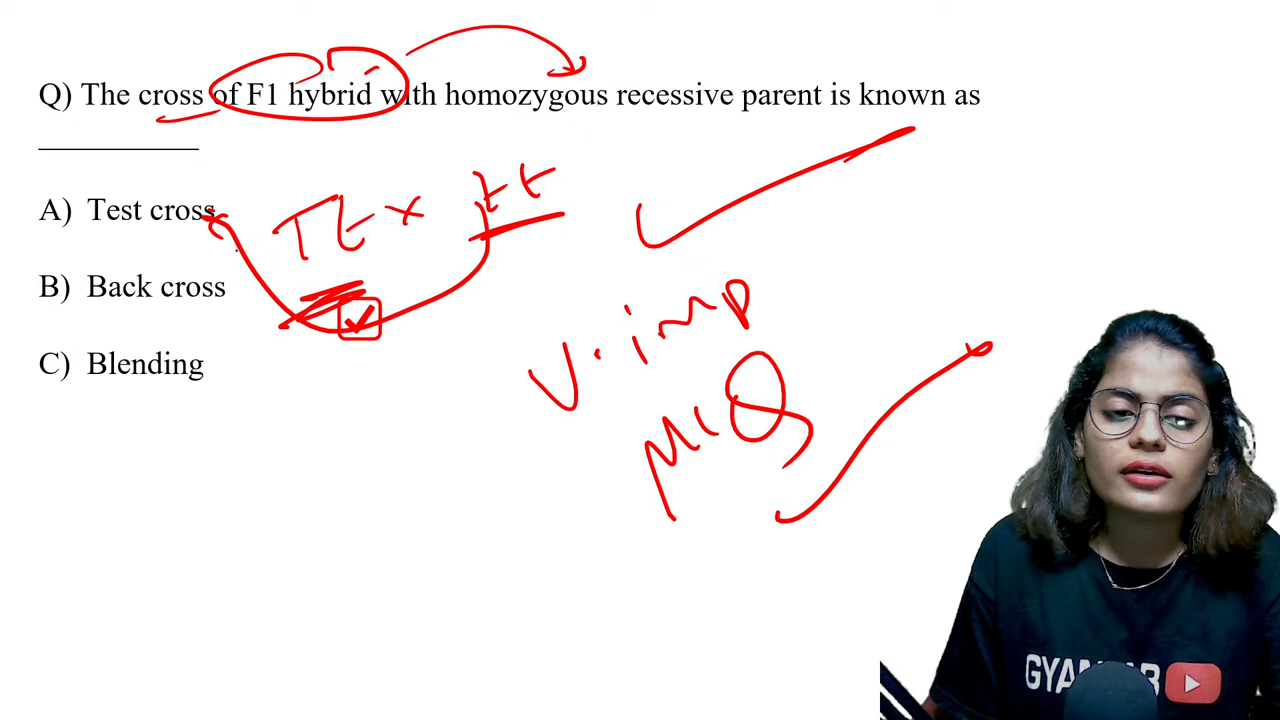 Q) The cross of F1 hybrid with homozygous recessive parent is known as
__________
A) Test cross
Tt x tt
B) Back cross
V. imp
C) Blending
MCQ